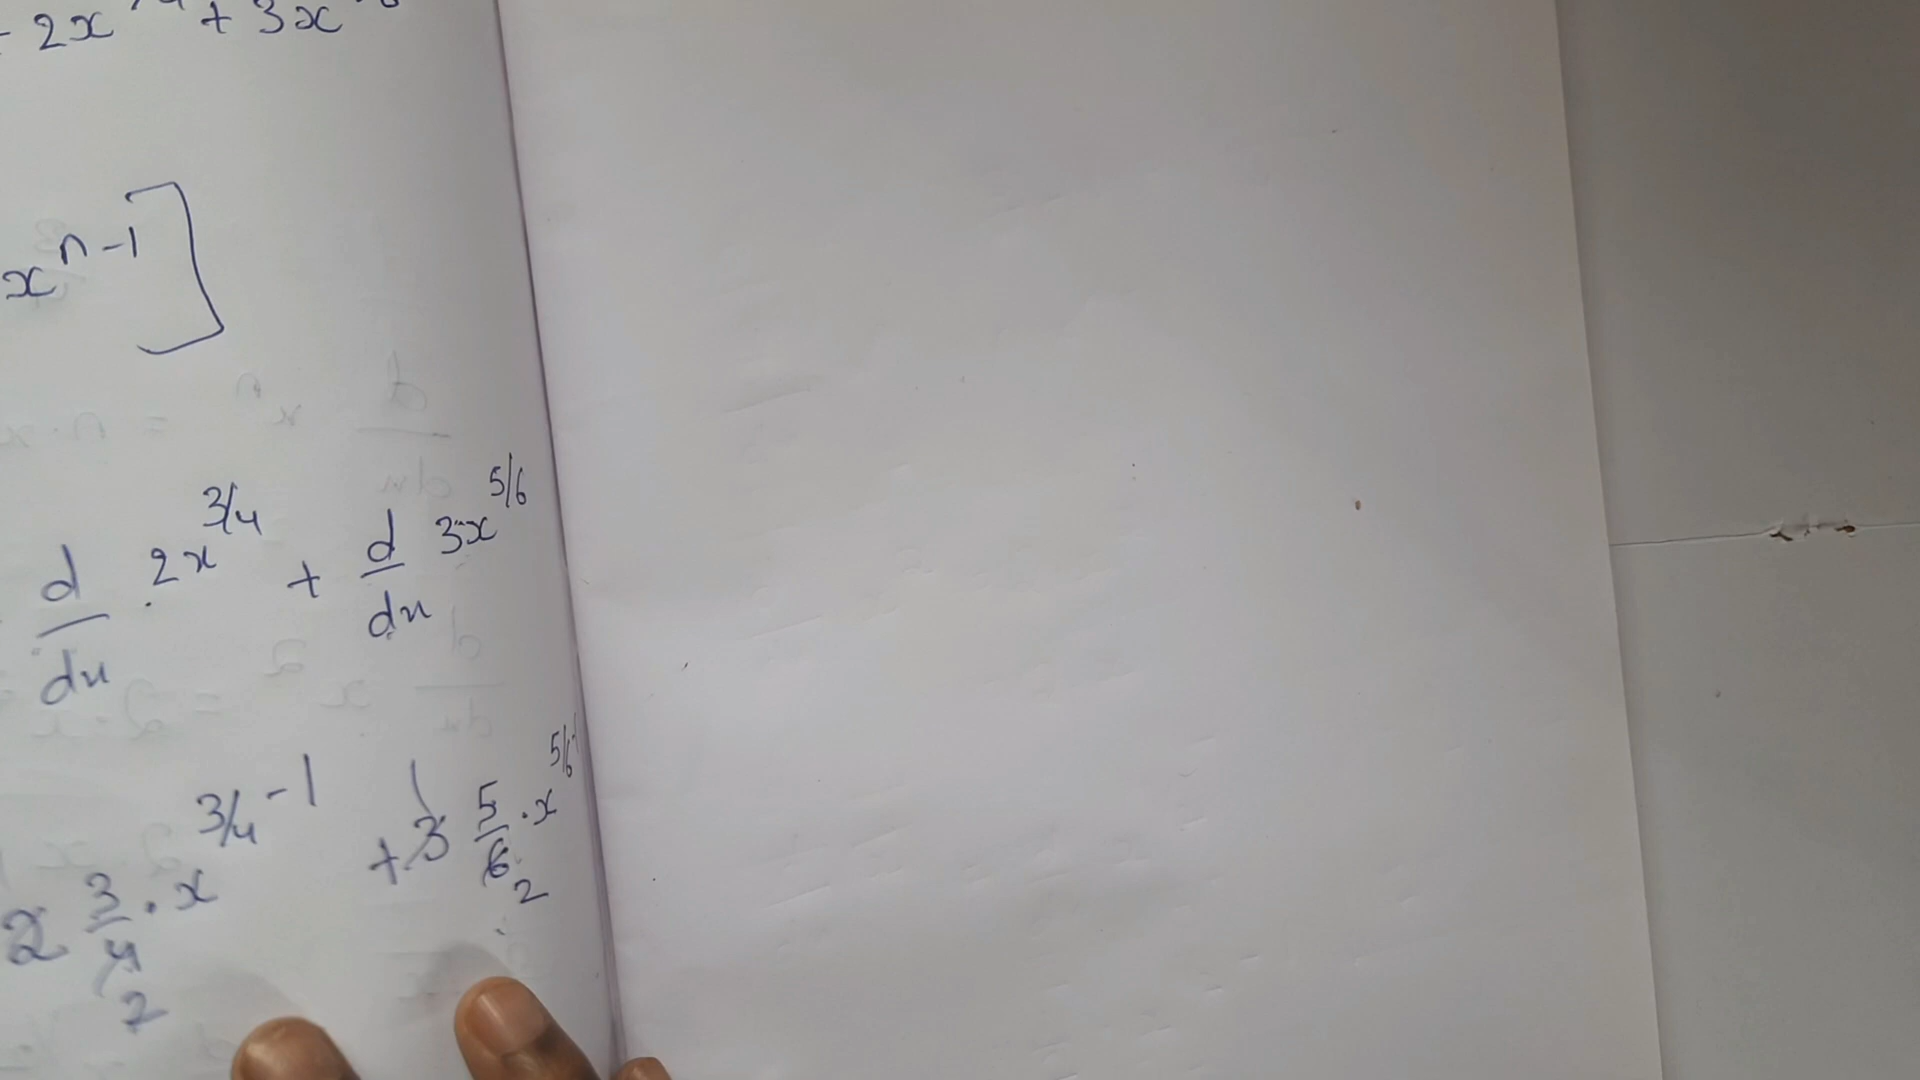 2x + 3x
x^{n-1}]
d/dx 2x^{3/4} + d/dx 3x^{5/6}
2 3/4 · x^{3/4 - 1} + 3 5/6 · x^{5/6}
2 1 2